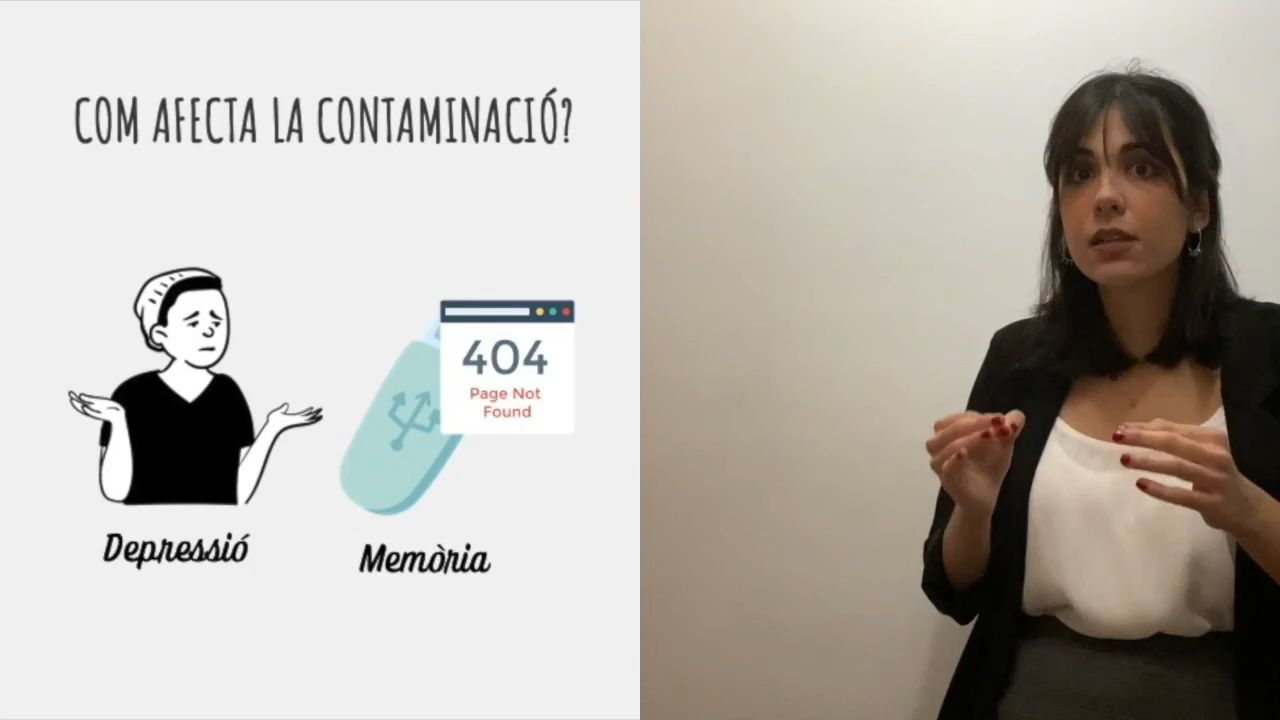 COM AFECTA LA CONTAMINACIÓ?
404
Page Not
Found
Depressió
Memòria